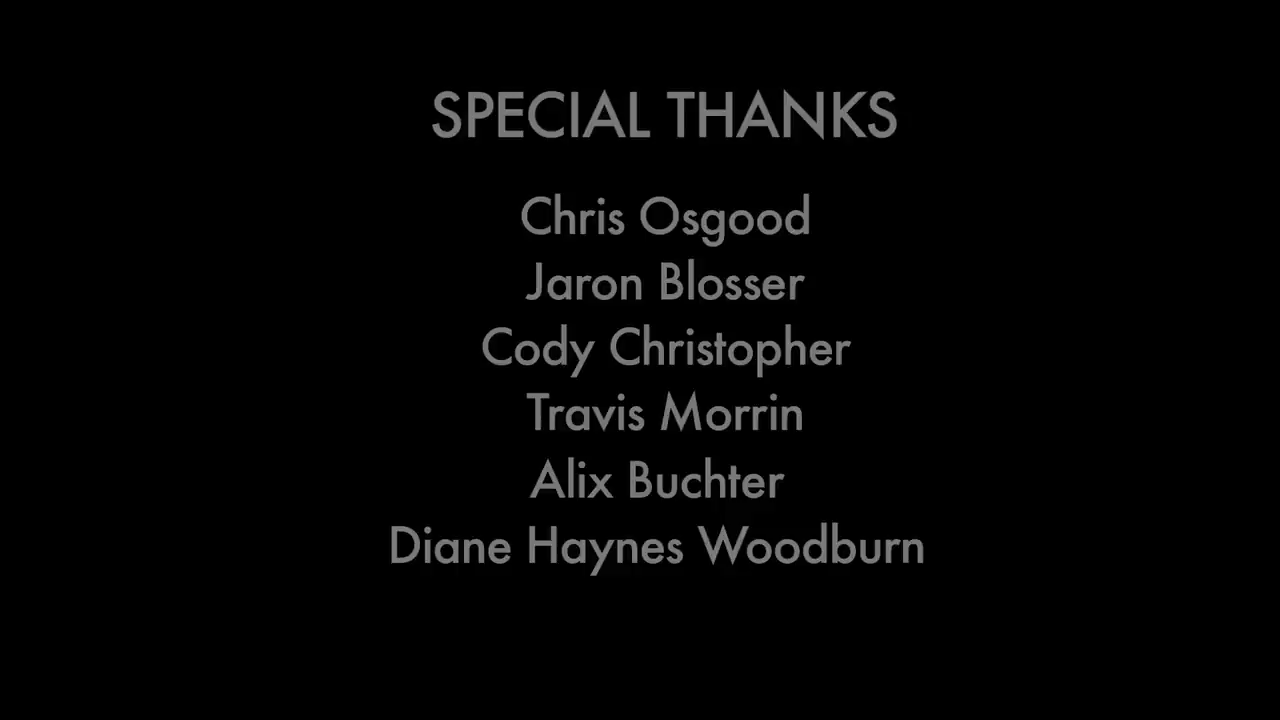 SPECIAL THANKS
Chris Osgood
Jaron Blosser
Cody Christopher
Travis Morrin
Alix Buchter
Diane Haynes Woodburn